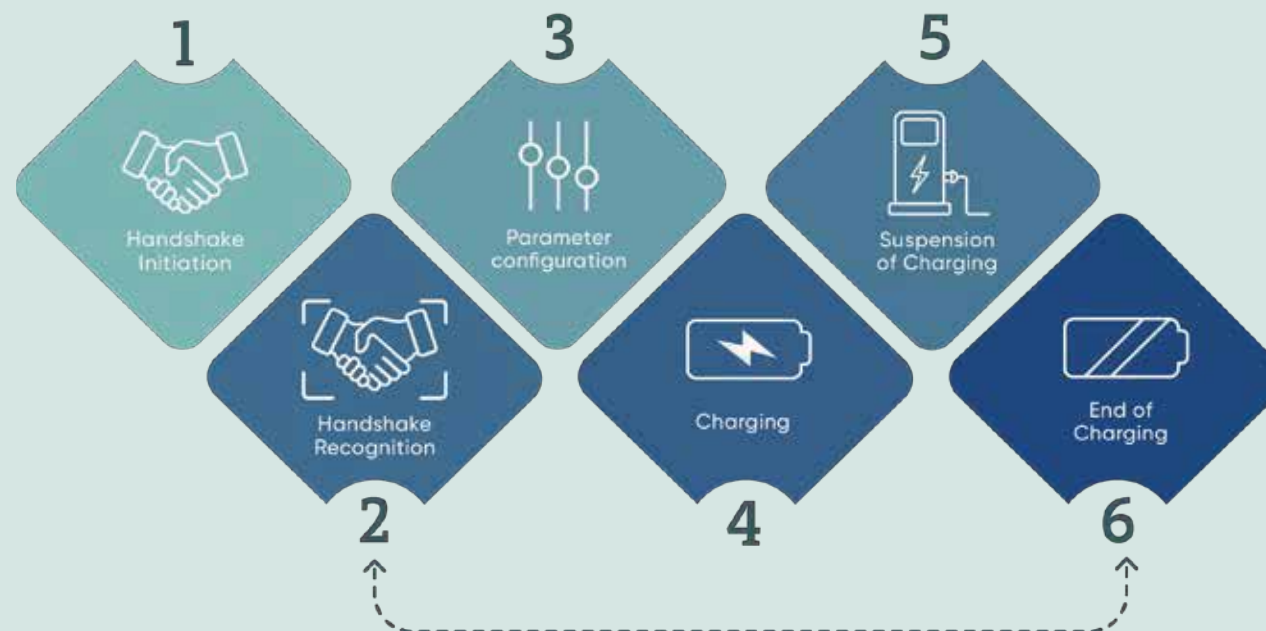 1
Handshake
Initiation
2
Handshake
Recognition
3
Parameter
configuration
4
Charging
5
Suspension
of Charging
6
End of
Charging